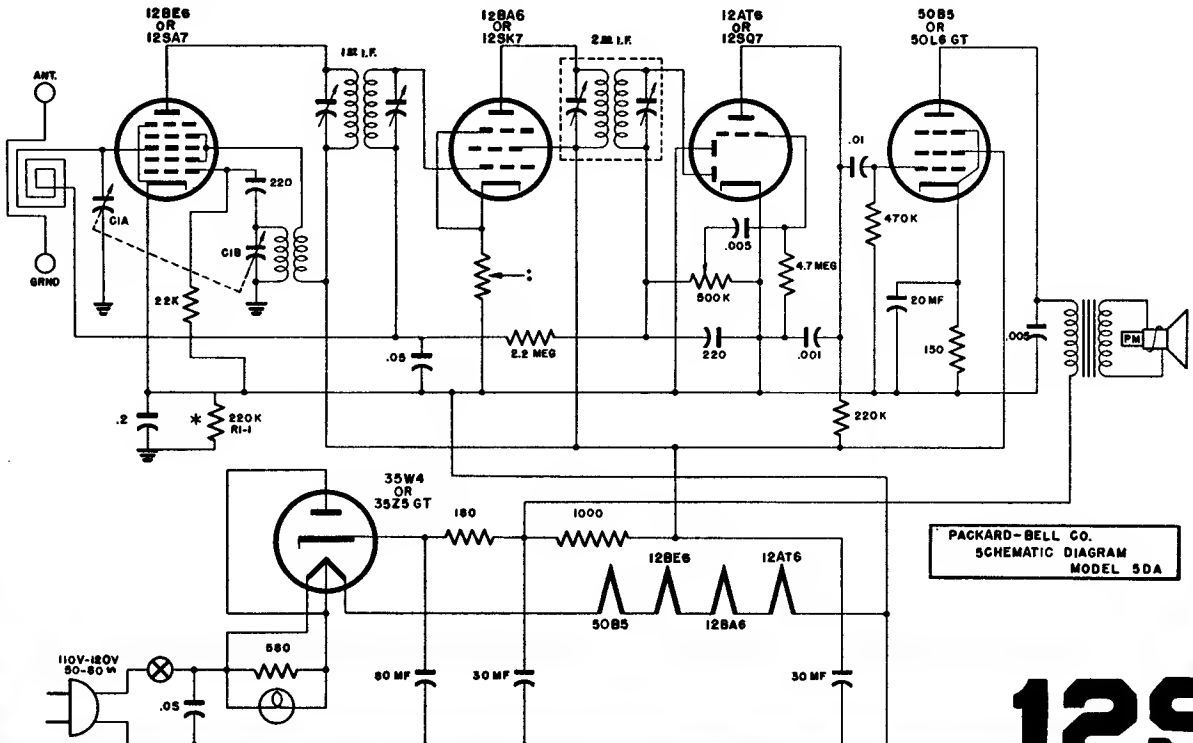 12BE6
OR
12SA7
12BA6
OR
12SK7
12AT6
OR
12SQ7
50B5
OR
50L6 GT
1st I.F.
2nd I.F.
ANT.
GRND
C1A
C1B
220
22K
.01
470K
.005
500K
4.7 MEG
20 MF
150
.005
PM
.05
2.2 MEG
220
.001
.2
*
220K
R1-1
220K
35W4
OR
35Z5 GT
180
1000
12BE6
12AT6
50B5
12BA6
PACKARD-BELL CO.
SCHEMATIC DIAGRAM
MODEL 5DA
110V-120V
50-60
.05
560
80 MF
30 MF
30 MF